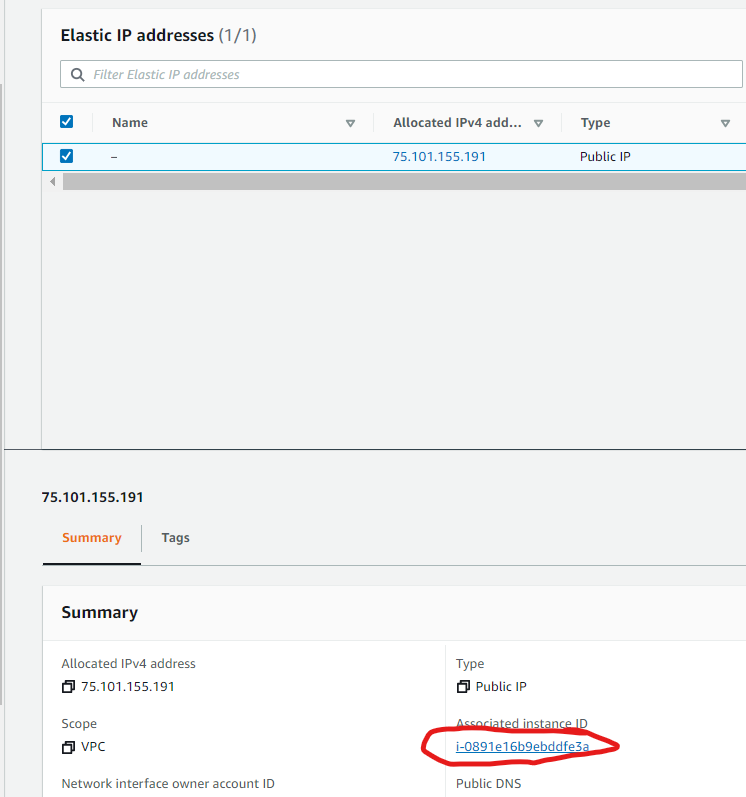 Elastic IP addresses (1/1)
Filter Elastic IP addresses
Name Allocated IPv4 add... Type
– 75.101.155.191 Public IP
75.101.155.191
Summary Tags
Summary
Allocated IPv4 address Type
75.101.155.191 Public IP
Scope Associated instance ID
VPC i-0891e16b9ebddfe3a
Network interface owner account ID Public DNS